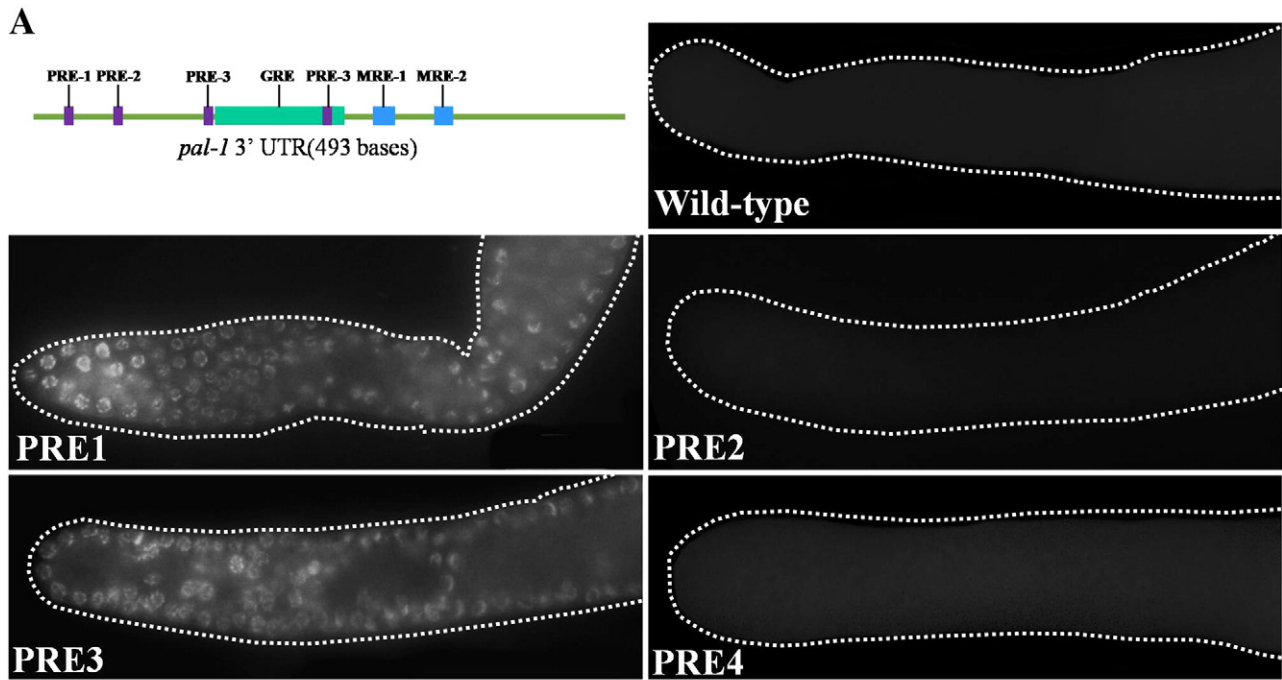 A
PRE-1 PRE-2 PRE-3 GRE PRE-3 MRE-1 MRE-2
pal-1 3’ UTR(493 bases)
Wild-type
PRE1
PRE2
PRE3
PRE4